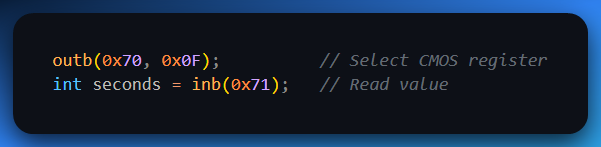 outb(0x70, 0x0F);          // Select CMOS register
int seconds = inb(0x71);   // Read value